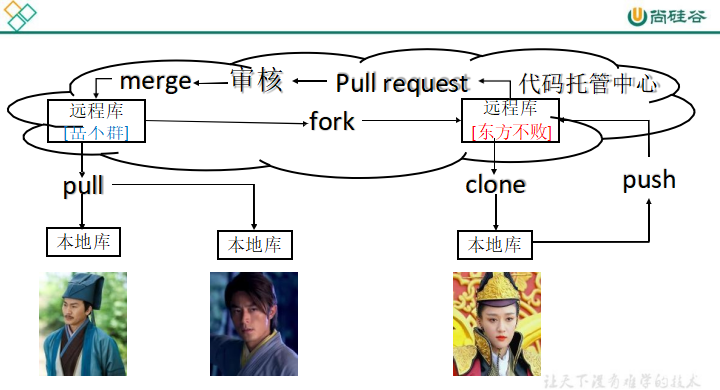 尚硅谷
merge
审核
Pull request
代码托管中心
远程库
[岳不群]
fork
远程库
[东方不败]
pull
clone
push
本地库
本地库
本地库
让天下没有难学的技术